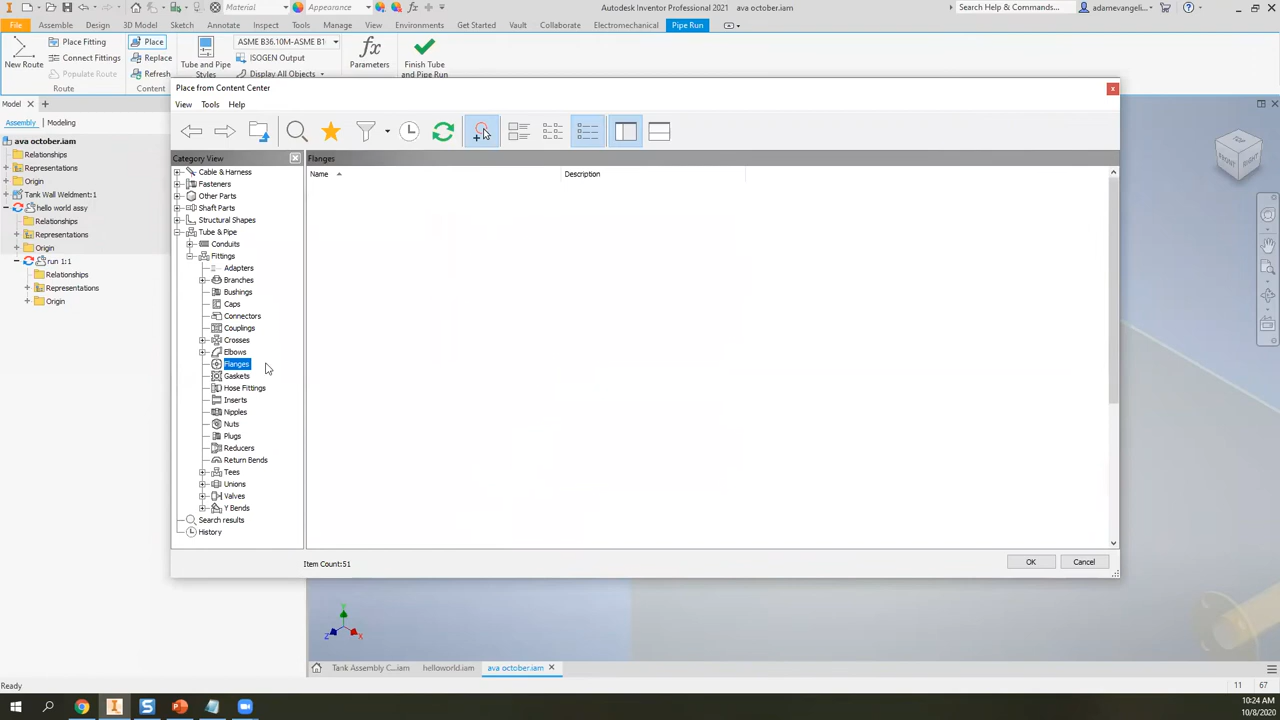 Material
Appearance
Autodesk Inventor Professional 2021
ava october.iam
Search Help & Commands...
adamevangeli...
File
Assemble
Design
3D Model
Sketch
Annotate
Inspect
Tools
Manage
View
Environments
Get Started
Vault
Collaborate
Electromechanical
Pipe Run
New Route
Place Fitting
Connect Fittings
Populate Route
Route
Place
Replace
Refresh
Content
Tube and Pipe Styles
ASME B36.10M-ASME B1
ISOGEN Output
Display All Objects
fx
Parameters
Finish Tube and Pipe Run
Model
Assembly
Modeling
ava october.iam
Relationships
Representations
Origin
Tank Wall Weldment:1
hello world assy
Relationships
Representations
Origin
run 1:1
Relationships
Representations
Origin
Place from Content Center
View
Tools
Help
Category View
Cable & Harness
Fasteners
Other Parts
Shaft Parts
Structural Shapes
Tube & Pipe
Conduits
Fittings
Adapters
Branches
Bushings
Caps
Connectors
Couplings
Crosses
Elbows
Flanges
Gaskets
Hose Fittings
Inserts
Nipples
Nuts
Plugs
Reducers
Return Bends
Tees
Unions
Valves
Y Bends
Search results
History
Flanges
Name
Description
Item Count:51
OK
Cancel
TOP
FRONT
RIGHT
Y
Z
X
Tank Assembly C...iam
helloworld.iam
ava october.iam
Ready
11
67
10:24 AM
10/8/2020